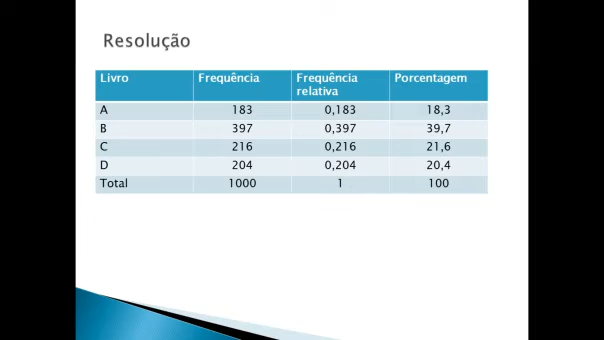 Resolução
Livro Frequência Frequência relativa Porcentagem
A 183 0,183 18,3
B 397 0,397 39,7
C 216 0,216 21,6
D 204 0,204 20,4
Total 1000 1 100